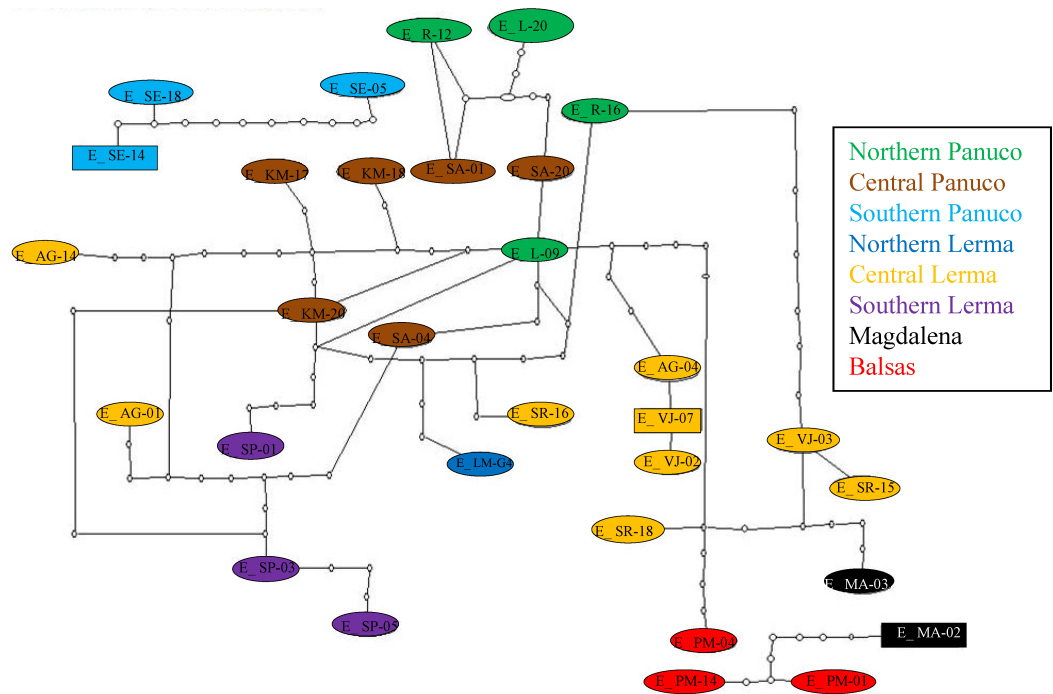 E_ R-12
E_ L-20
E_ SE-18
E_ SE-05
E_ R-16
E_ SE-14
E_ KM-17
E_ KM-18
E_ SA-01
E_ SA-20
Northern Panuco
Central Panuco
Southern Panuco
Northern Lerma
Central Lerma
Southern Lerma
Magdalena
Balsas
E_ AG-14
E_ L-09
E_ KM-20
E_ SA-04
E_ AG-04
E_ AG-01
E_ SR-16
E_ VJ-07
E_ SP-01
E_ VJ-03
E_ LM-G4
E_ VJ-02
E_ SR-15
E_ SR-18
E_ SP-03
E_ MA-03
E_ SP-05
E_ PM-04
E_ MA-02
E_ PM-14
E_ PM-01